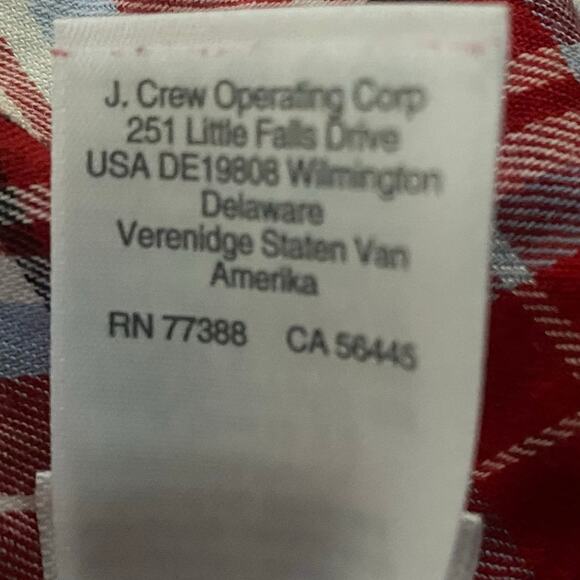 J. Crew Operating Corp
251 Little Falls Drive
USA DE19808 Wilmington
Delaware
Verenidge Staten Van
Amerika
RN 77388 CA 56445